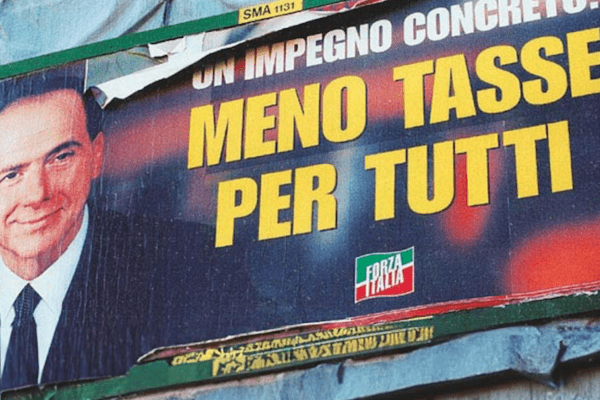 SMA 1131
UN IMPEGNO CONCRETO:
MENO TASSE
PER TUTTI
FORZA
ITALIA